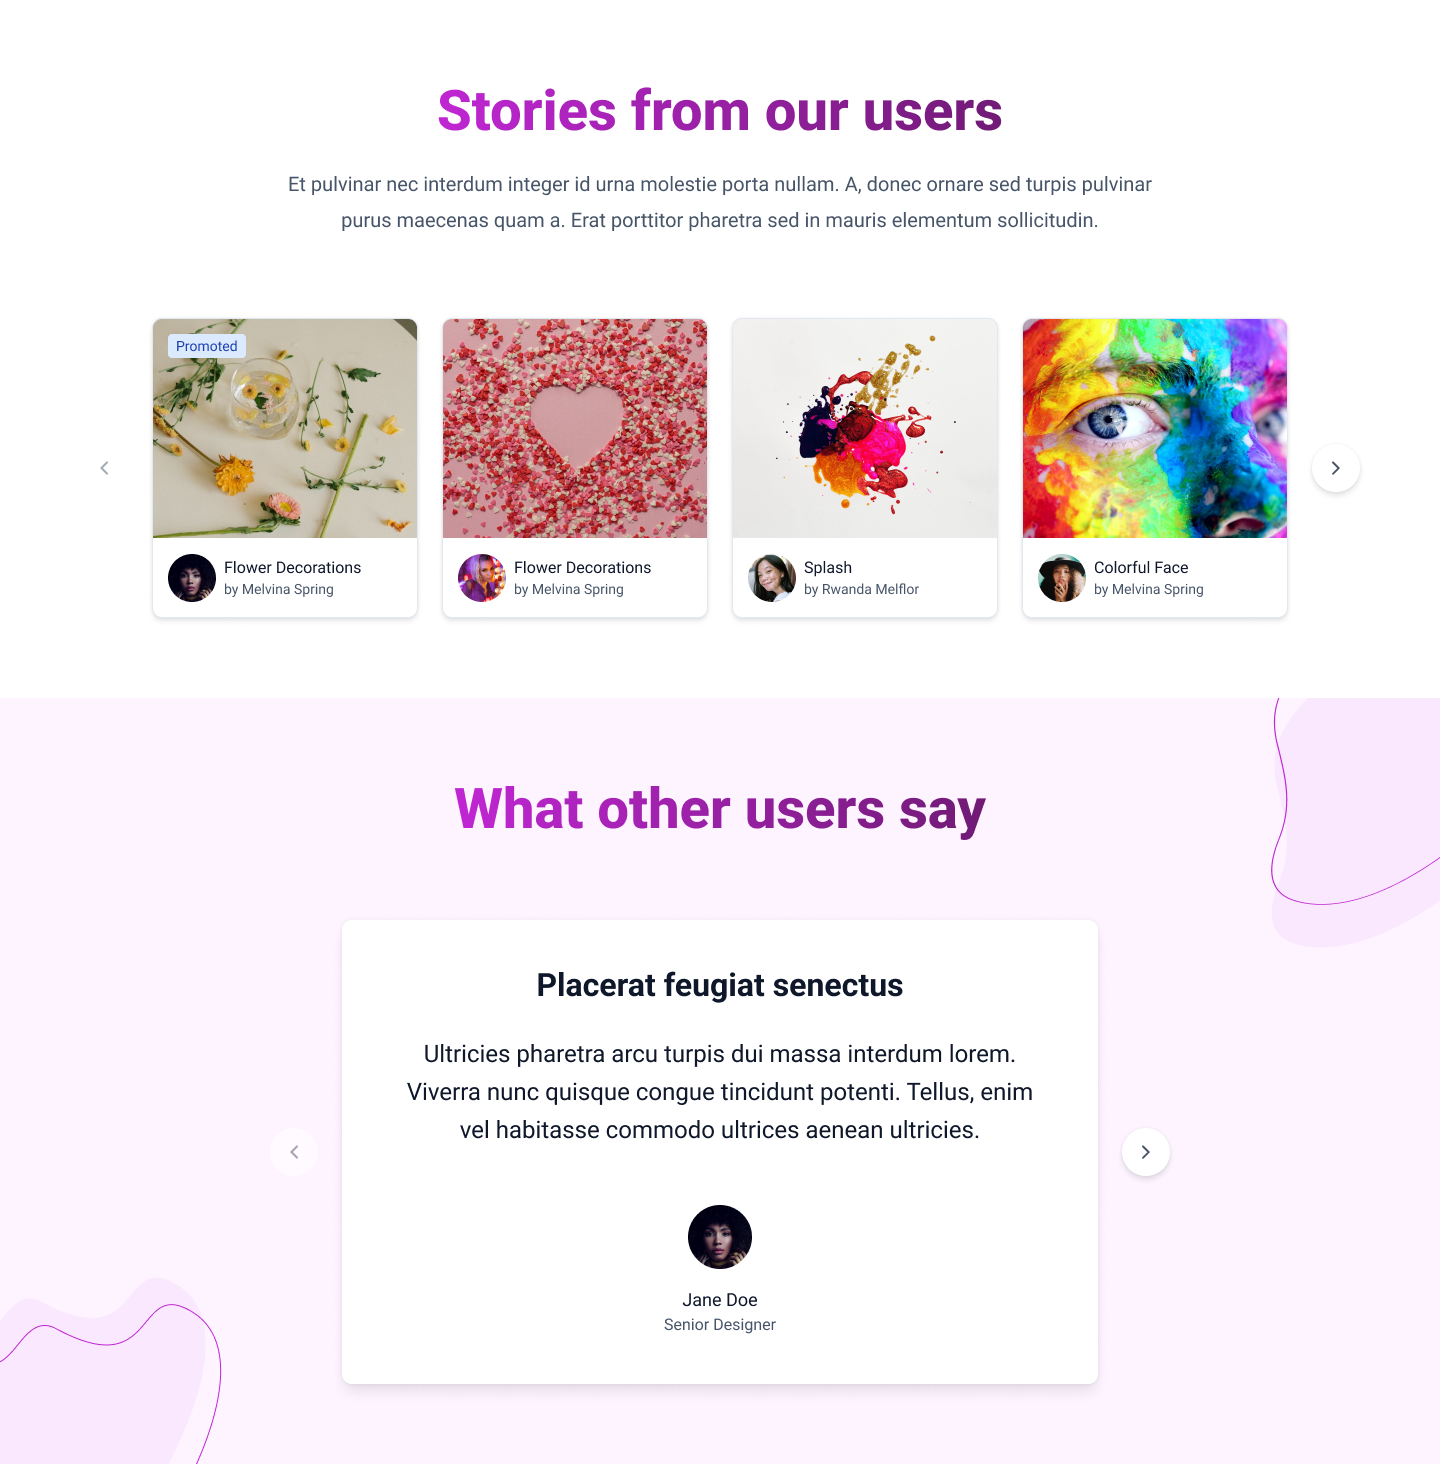 Stories from our users
Et pulvinar nec interdum integer id urna molestie porta nullam. A, donec ornare sed turpis pulvinar
purus maecenas quam a. Erat porttitor pharetra sed in mauris elementum sollicitudin.
Promoted
Flower Decorations
by Melvina Spring
Flower Decorations
by Melvina Spring
Splash
by Rwanda Melflor
Colorful Face
by Melvina Spring
What other users say
Placerat feugiat senectus
Ultricies pharetra arcu turpis dui massa interdum lorem.
Viverra nunc quisque congue tincidunt potenti. Tellus, enim
vel habitasse commodo ultrices aenean ultricies.
Jane Doe
Senior Designer